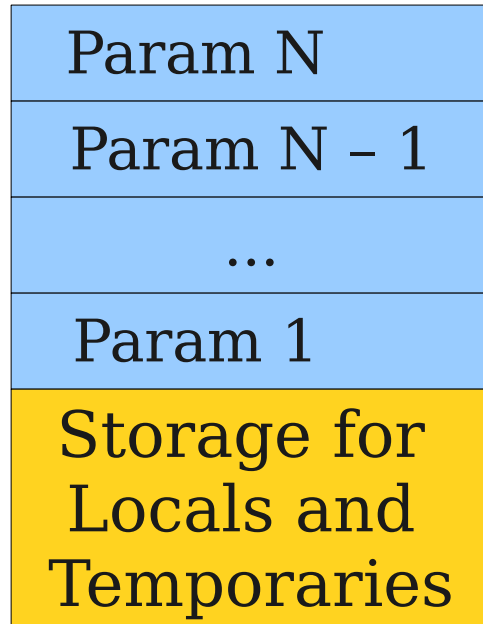 Param N
Param N – 1
...
Param 1
Storage for
Locals and
Temporaries